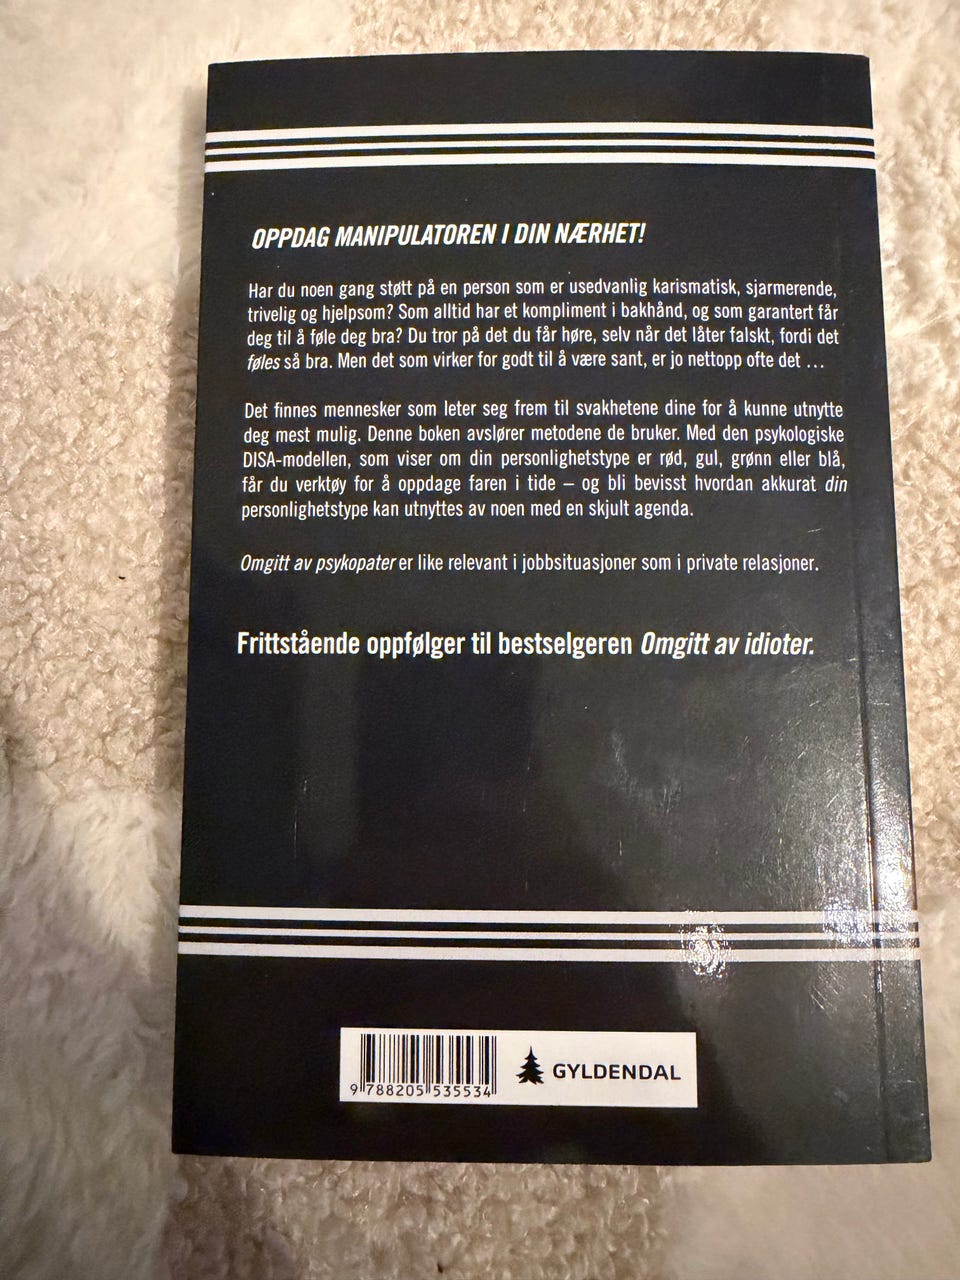 OPPDAG MANIPULATOREN I DIN NÆRHET!
Har du noen gang støtt på en person som er usedvanlig karismatisk, sjarmerende,
trivelig og hjelpsom? Som alltid har et kompliment i bakhånd, og som garantert får
deg til å føle deg bra? Du tror på det du får høre, selv når det låter falskt, fordi det
føles så bra. Men det som virker for godt til å være sant, er jo nettopp ofte det ...
Det finnes mennesker som leter seg frem til svakhetene dine for å kunne utnytte
deg mest mulig. Denne boken avslører metodene de bruker. Med den psykologiske
DISA-modellen, som viser om din personlighetstype er rød, gul, grønn eller blå,
får du verktøy for å oppdage faren i tide – og bli bevisst hvordan akkurat din
personlighetstype kan utnyttes av noen med en skjult agenda.
Omgitt av psykopater er like relevant i jobbsituasjoner som i private relasjoner.
Frittstående oppfølger til bestselgeren Omgitt av idioter.
9 788205 535534
GYLDENDAL